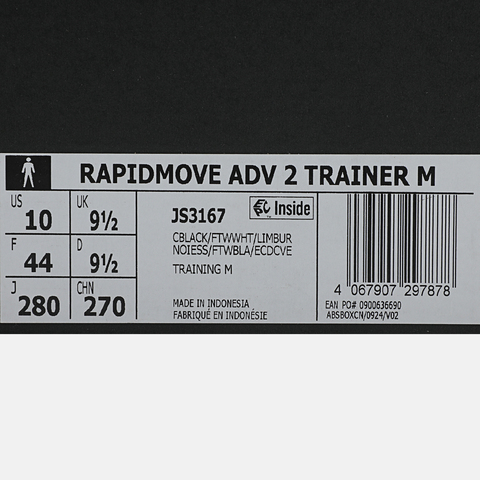 RAPIDMOVE ADV 2 TRAINER M
US 10 UK 9½
F 44 D 9½
J 280 CHN 270
JS3167 Inside
CBLACK/FTWWHT/LIMBUR
NOIESS/FTWBLA/ECDCVE
TRAINING M
MADE IN INDONESIA
FABRIQUÉ EN INDONÉSIE
4 067907 297878
EAN PO# 0900636690
ABSBOXCN/0924/V02